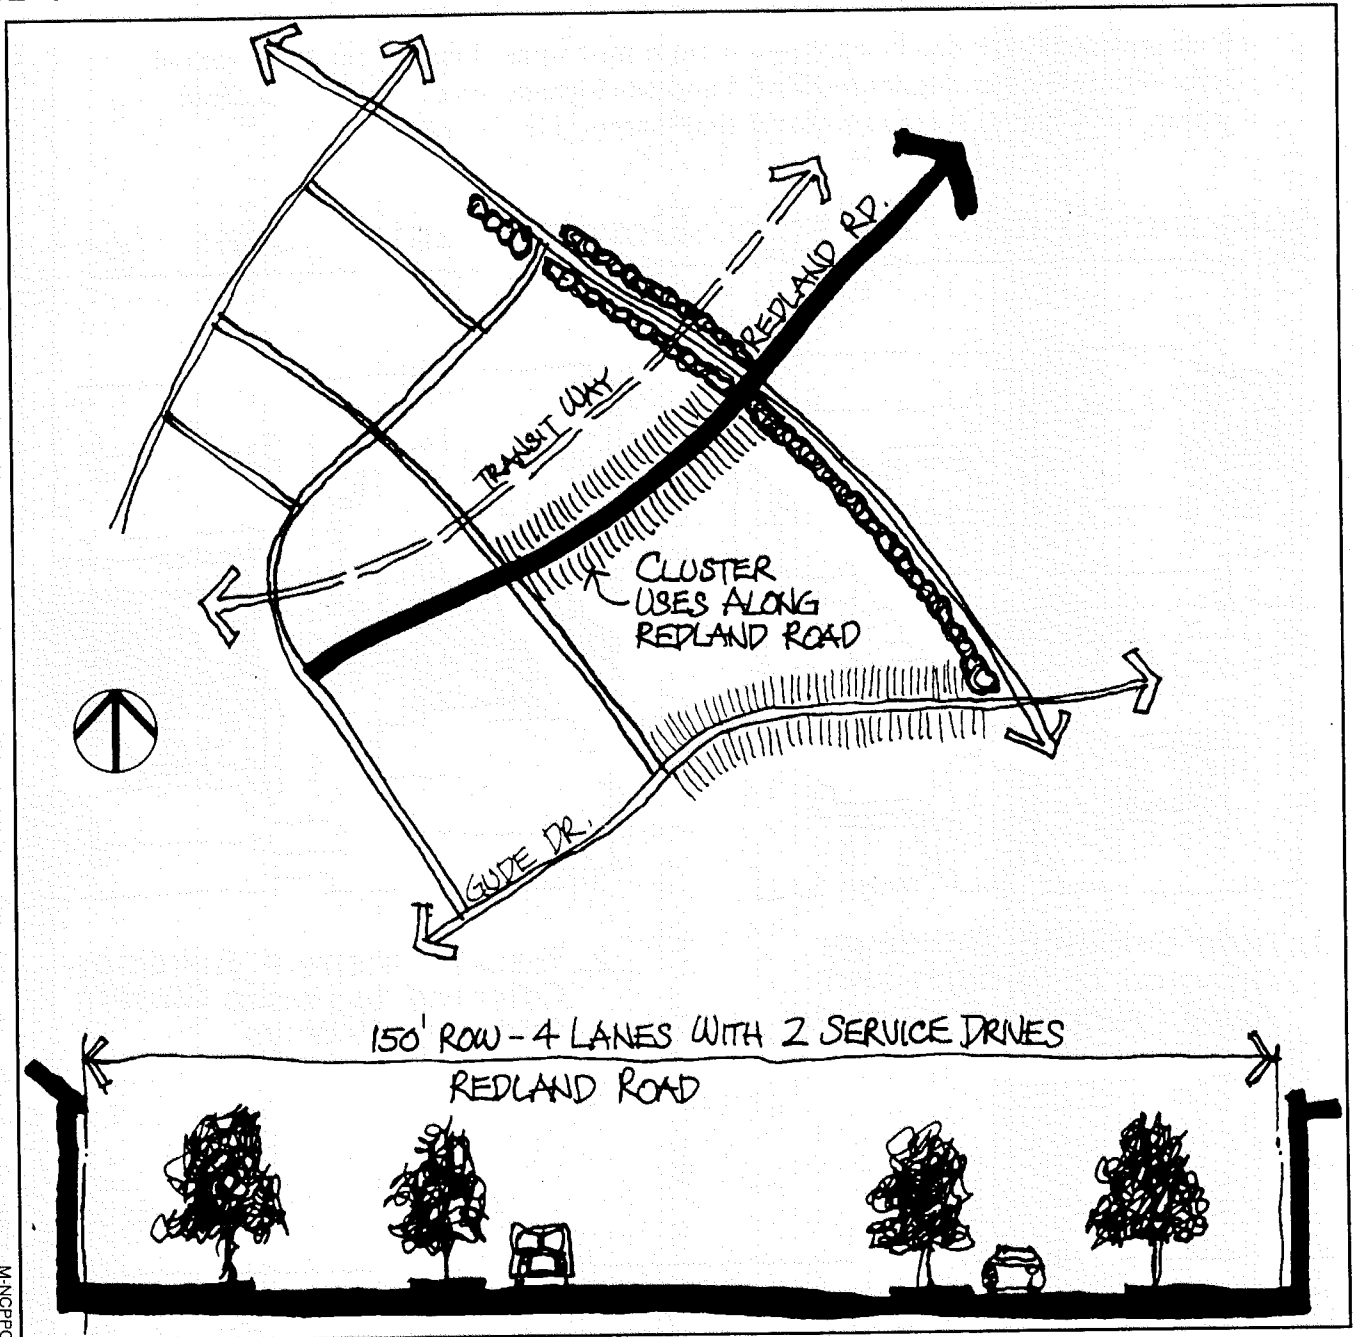 REDLAND RD.
TRANSIT WAY
CLUSTER
USES ALONG
REDLAND ROAD
GUDE DR.
150' ROW - 4 LANES WITH 2 SERVICE DRIVES
REDLAND ROAD
M-NCPPC